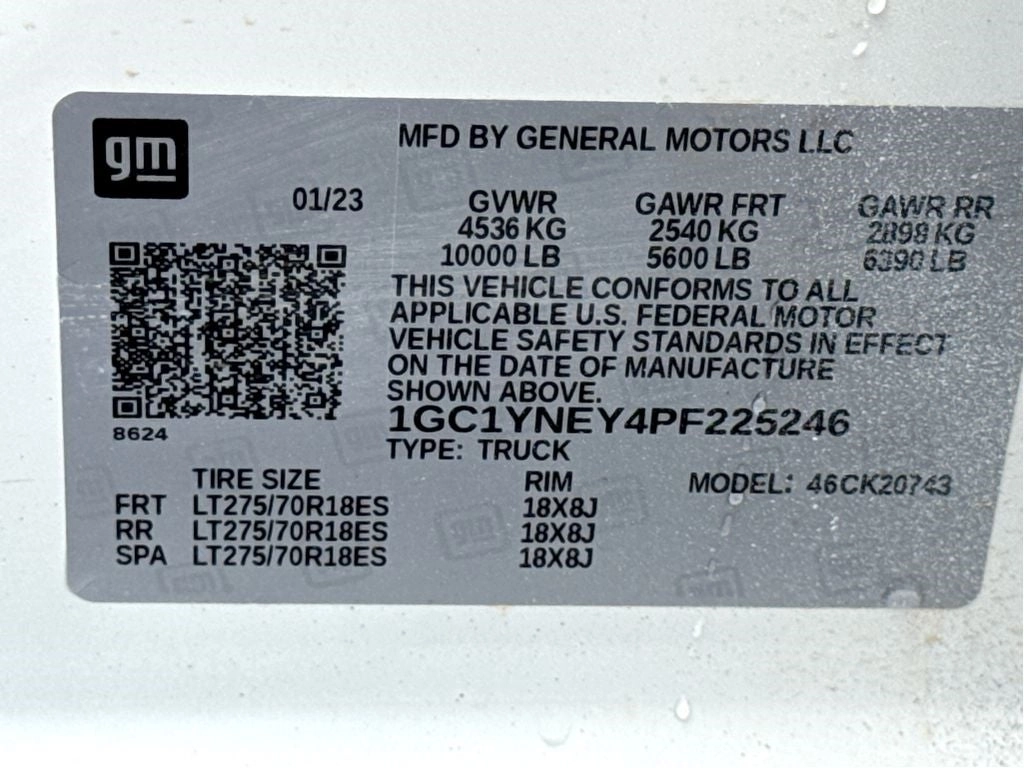 gm
MFD BY GENERAL MOTORS LLC
01/23 GVWR GAWR FRT GAWR RR
4536 KG 2540 KG 2898 KG
10000 LB 5600 LB 6390 LB
THIS VEHICLE CONFORMS TO ALL
APPLICABLE U.S. FEDERAL MOTOR
VEHICLE SAFETY STANDARDS IN EFFECT
ON THE DATE OF MANUFACTURE
SHOWN ABOVE.
8624
1GC1YNEY4PF225246
TYPE: TRUCK
TIRE SIZE RIM MODEL: 46CK20743
FRT LT275/70R18ES 18X8J
RR LT275/70R18ES 18X8J
SPA LT275/70R18ES 18X8J